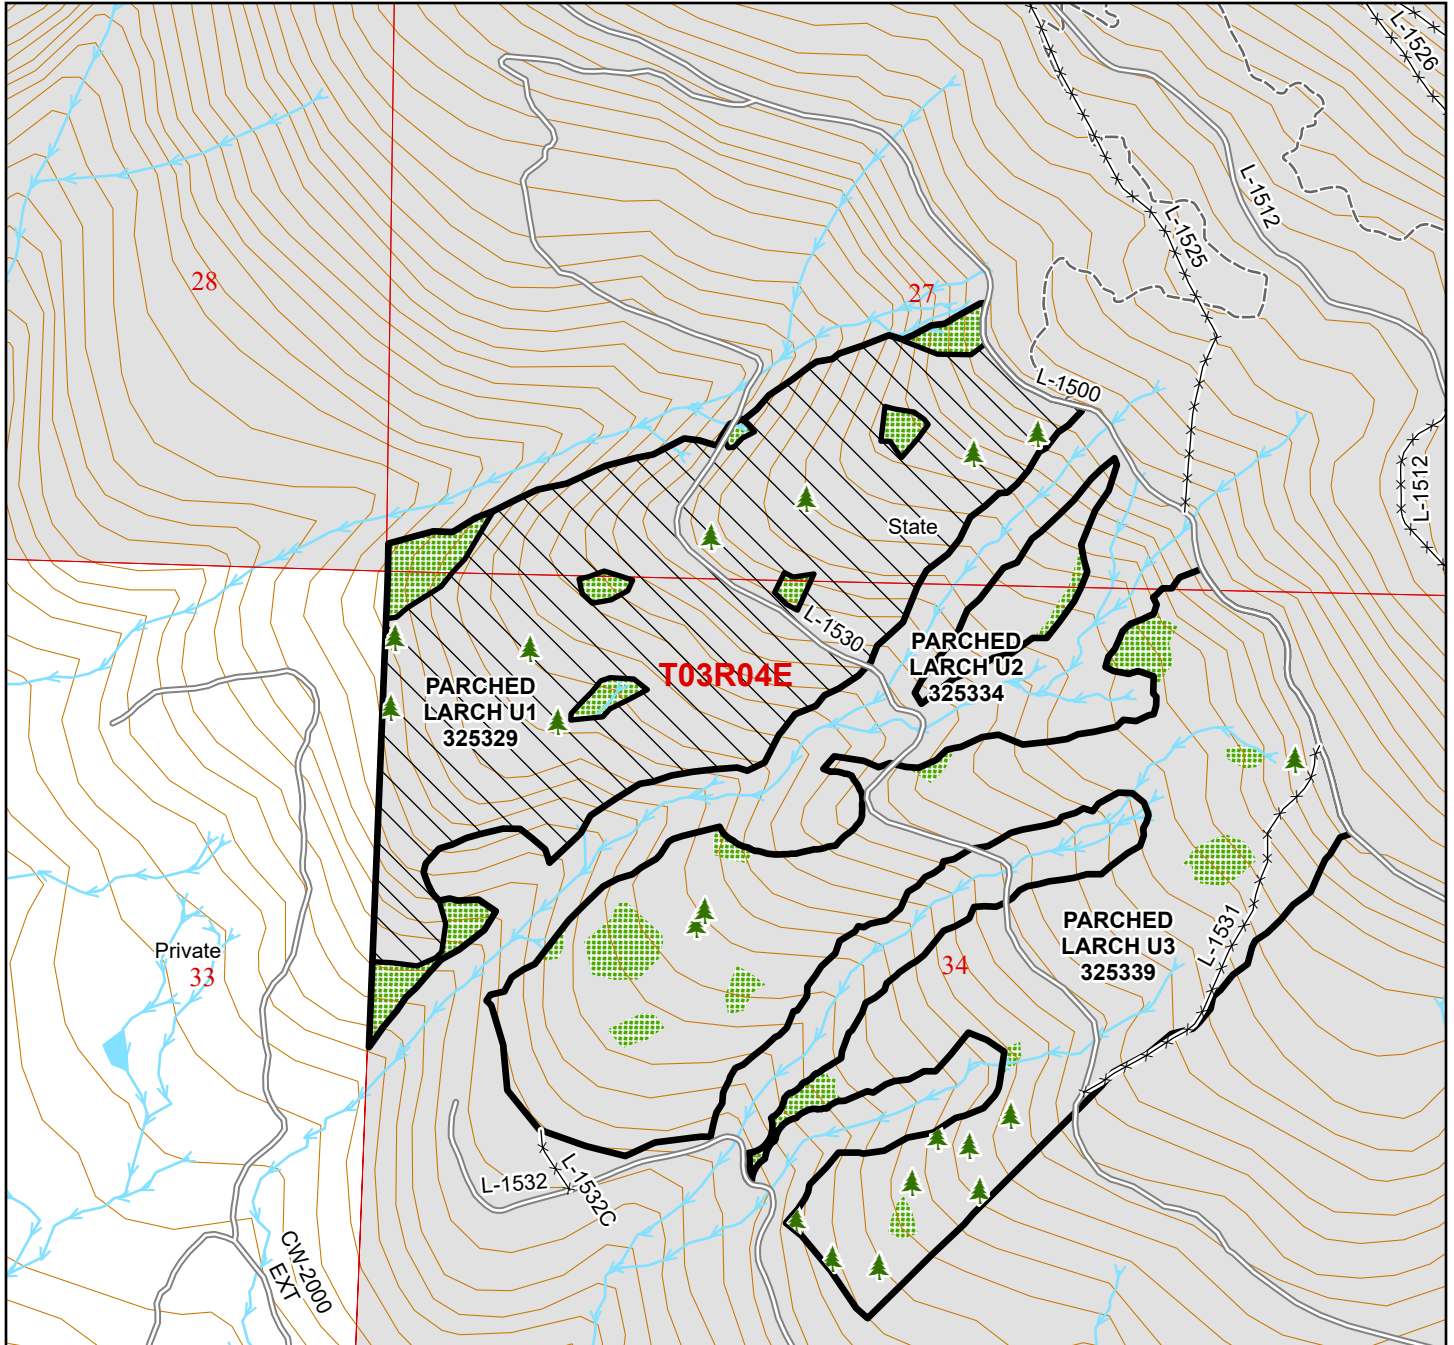 L-1526
L-1512
L-1525
28
27
L-1500
L-1512
State
L-1530
PARCHED
LARCH U2
325334
T03R04E
PARCHED
LARCH U1
325329
PARCHED
LARCH U3
325339
L-1531
Private
33
34
L-1532
L-1532C
CW-2000
EXT